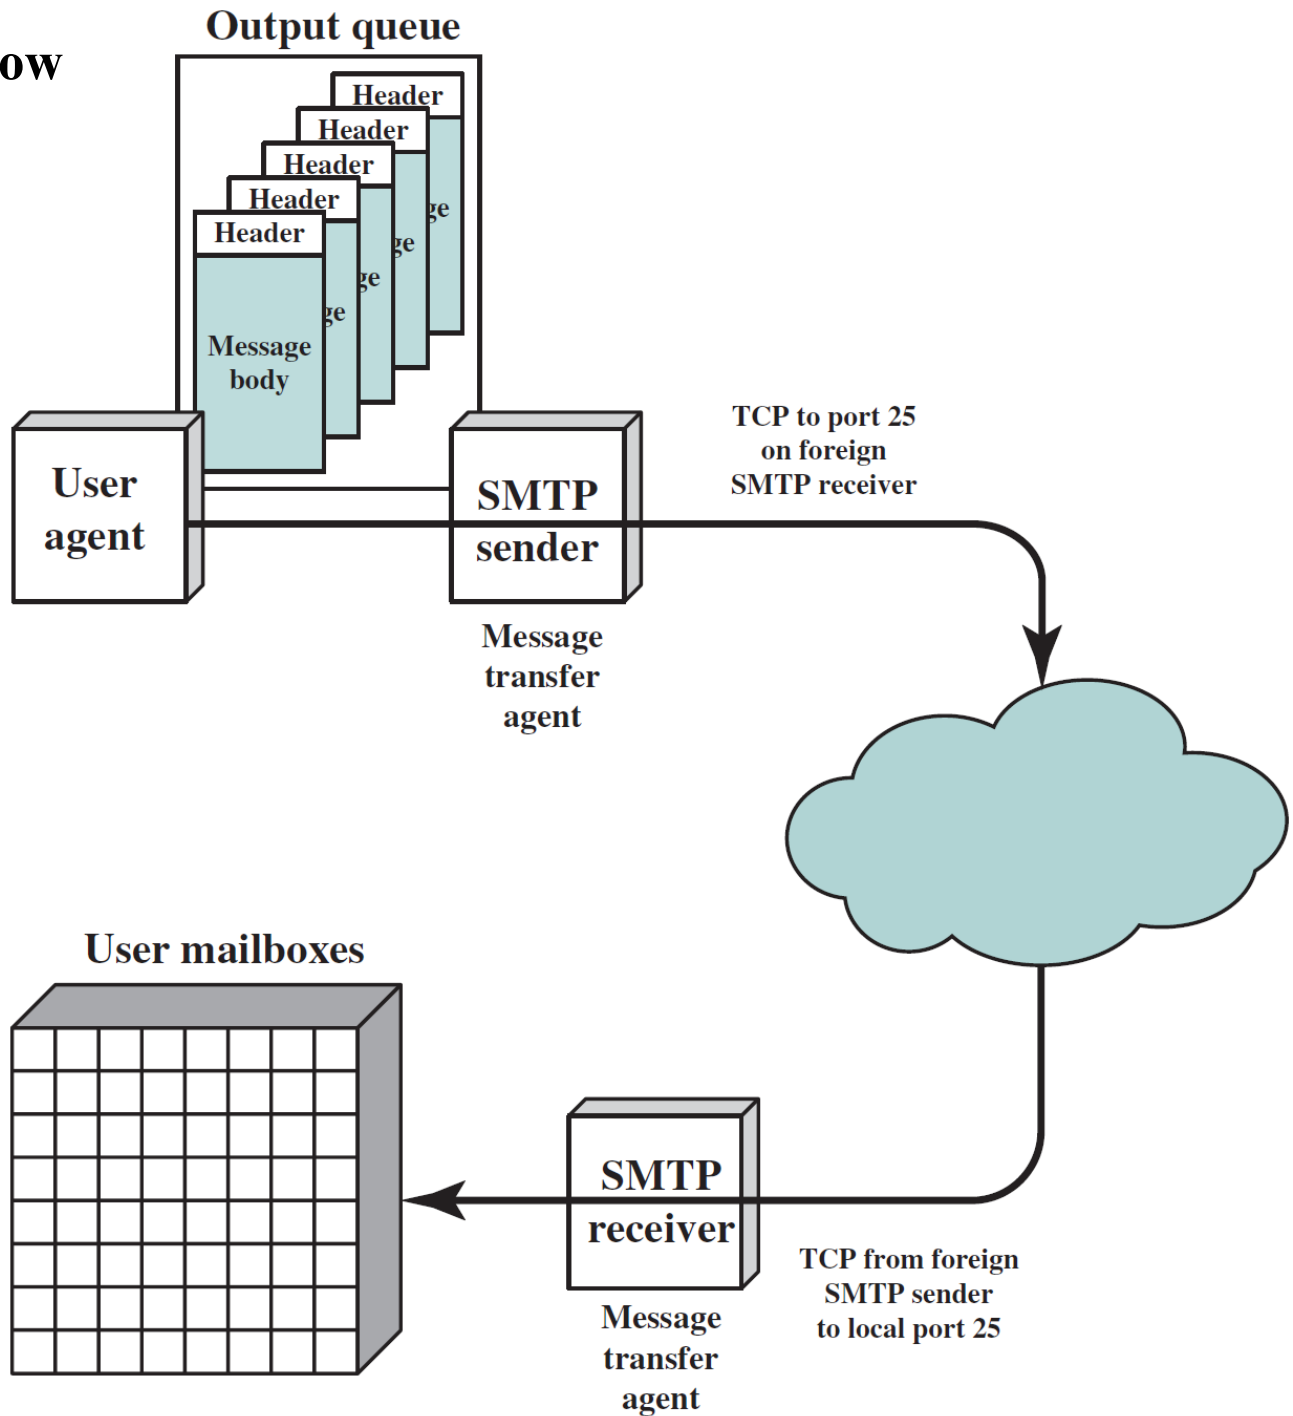 Output queue
ow
Header
Header
Header
Header
Header
ge
ge
ge
ge
Message
body
User
agent
SMTP
sender
TCP to port 25
on foreign
SMTP receiver
Message
transfer
agent
User mailboxes
SMTP
receiver
TCP from foreign
SMTP sender
to local port 25
Message
transfer
agent